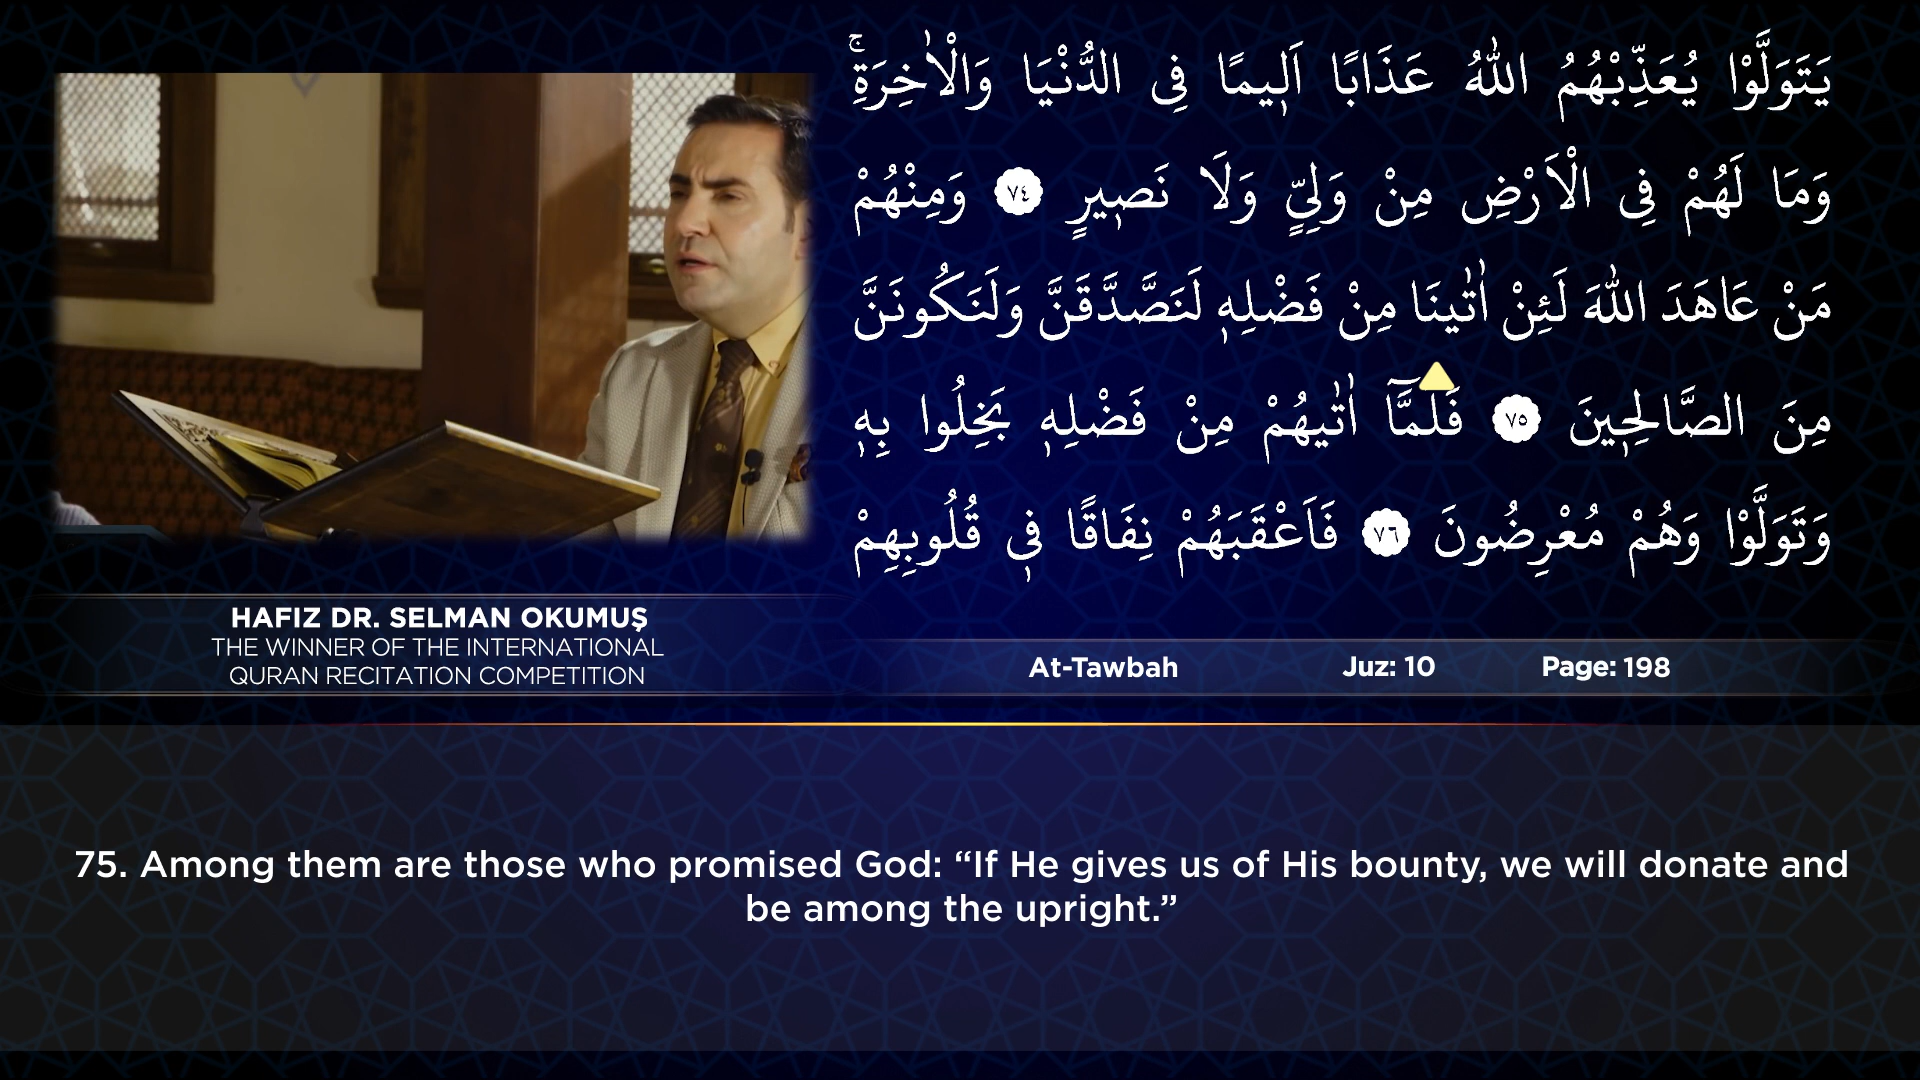 يَتَوَلَّوْا يُعَذِّبْهُمُ اللّٰهُ عَذَابًا اَل۪يمًا فِى الدُّنْيَا وَالْاٰخِرَةِۚ
وَمَا لَهُمْ فِى الْاَرْضِ مِنْ وَلِيٍّ وَلَا نَص۪يرٍ ٧٤ وَمِنْهُمْ
مَنْ عَاهَدَ اللّٰهَ لَئِنْ اٰتٰينَا مِنْ فَضْلِه۪ لَنَصَّدَّقَنَّ وَلَنَكُونَنَّ
مِنَ الصَّالِح۪ينَ ٧٥ فَلَمَّٓا اٰتٰيهُمْ مِنْ فَضْلِه۪ بَخِلُوا بِه۪
وَتَوَلَّوْا وَهُمْ مُعْرِضُونَ ٧٦ فَاَعْقَبَهُمْ نِفَاقًا ف۪ى قُلُوبِهِمْ
HAFIZ DR. SELMAN OKUMUŞ
THE WINNER OF THE INTERNATIONAL
QURAN RECITATION COMPETITION
At-Tawbah Juz: 10 Page: 198
75. Among them are those who promised God: “If He gives us of His bounty, we will donate and
be among the upright.”